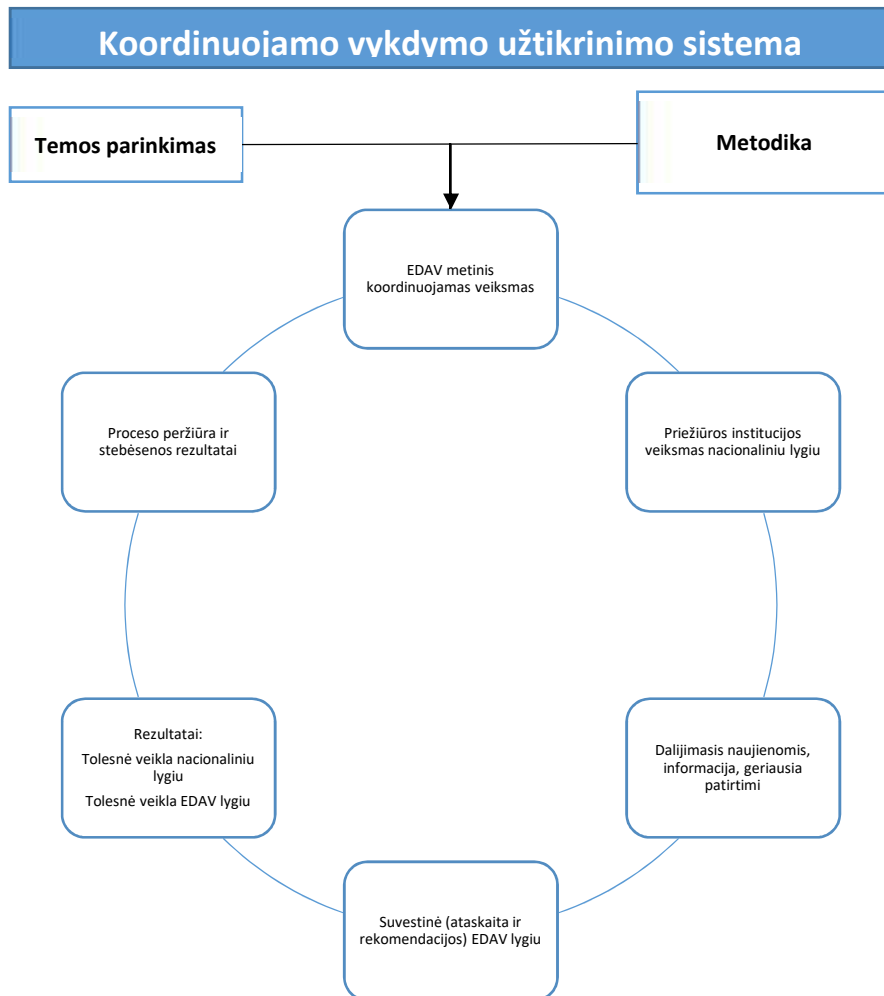 Koordinuojamo vykdymo užtikrinimo sistema
Temos parinkimas
Metodika
EDAV metinis
koordinuojamas veiksmas
Priežiūros institucijos
veiksmas nacionaliniu lygiu
Dalijimasis naujienomis,
informacija, geriausia
patirtimi
Suvestinė (ataskaita ir
rekomendacijos) EDAV lygiu
Rezultatai:
Tolesnė veikla nacionaliniu
lygiu
Tolesnė veikla EDAV lygiu
Proceso peržiūra ir
stebėsenos rezultatai